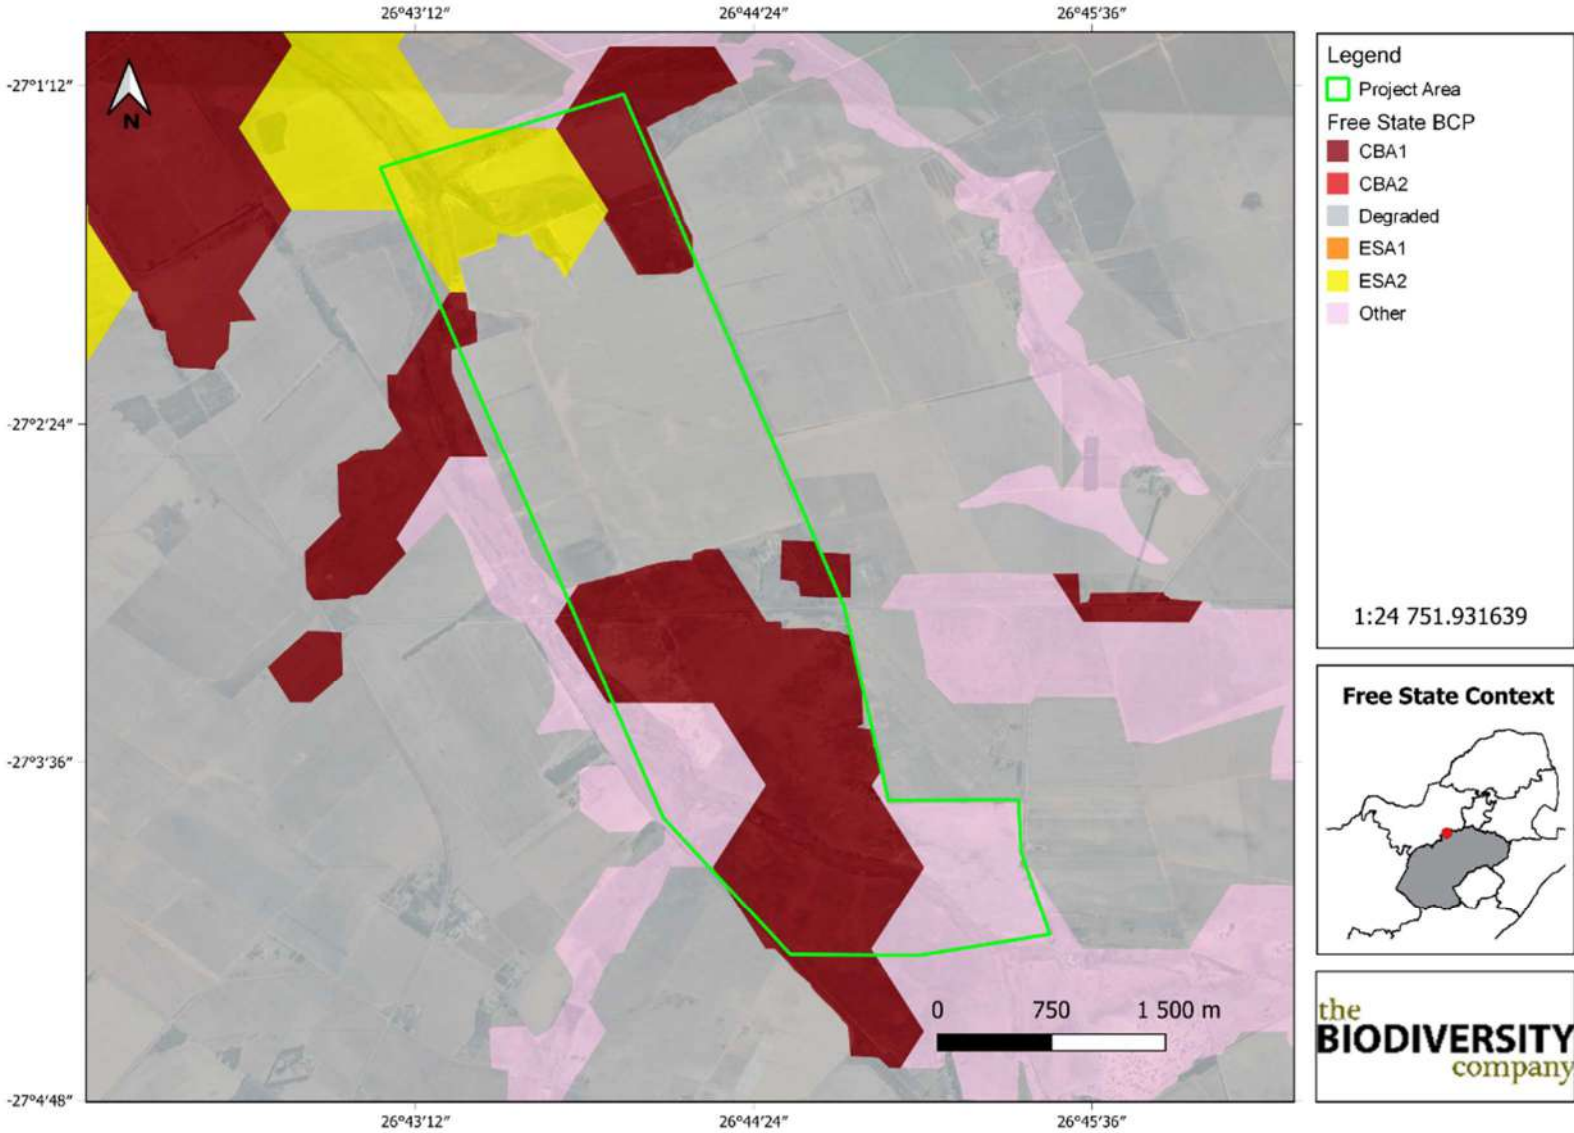 26°43′12″ 26°44′24″ 26°45′36″
-27°1′12″
-27°2′24″
-27°3′36″
-27°4′48″
N
0 750 1 500 m
26°43′12″ 26°44′24″ 26°45′36″
Legend
Project Area
Free State BCP
CBA1
CBA2
Degraded
ESA1
ESA2
Other
1:24 751.931639
Free State Context
the
BIODIVERSITY
company